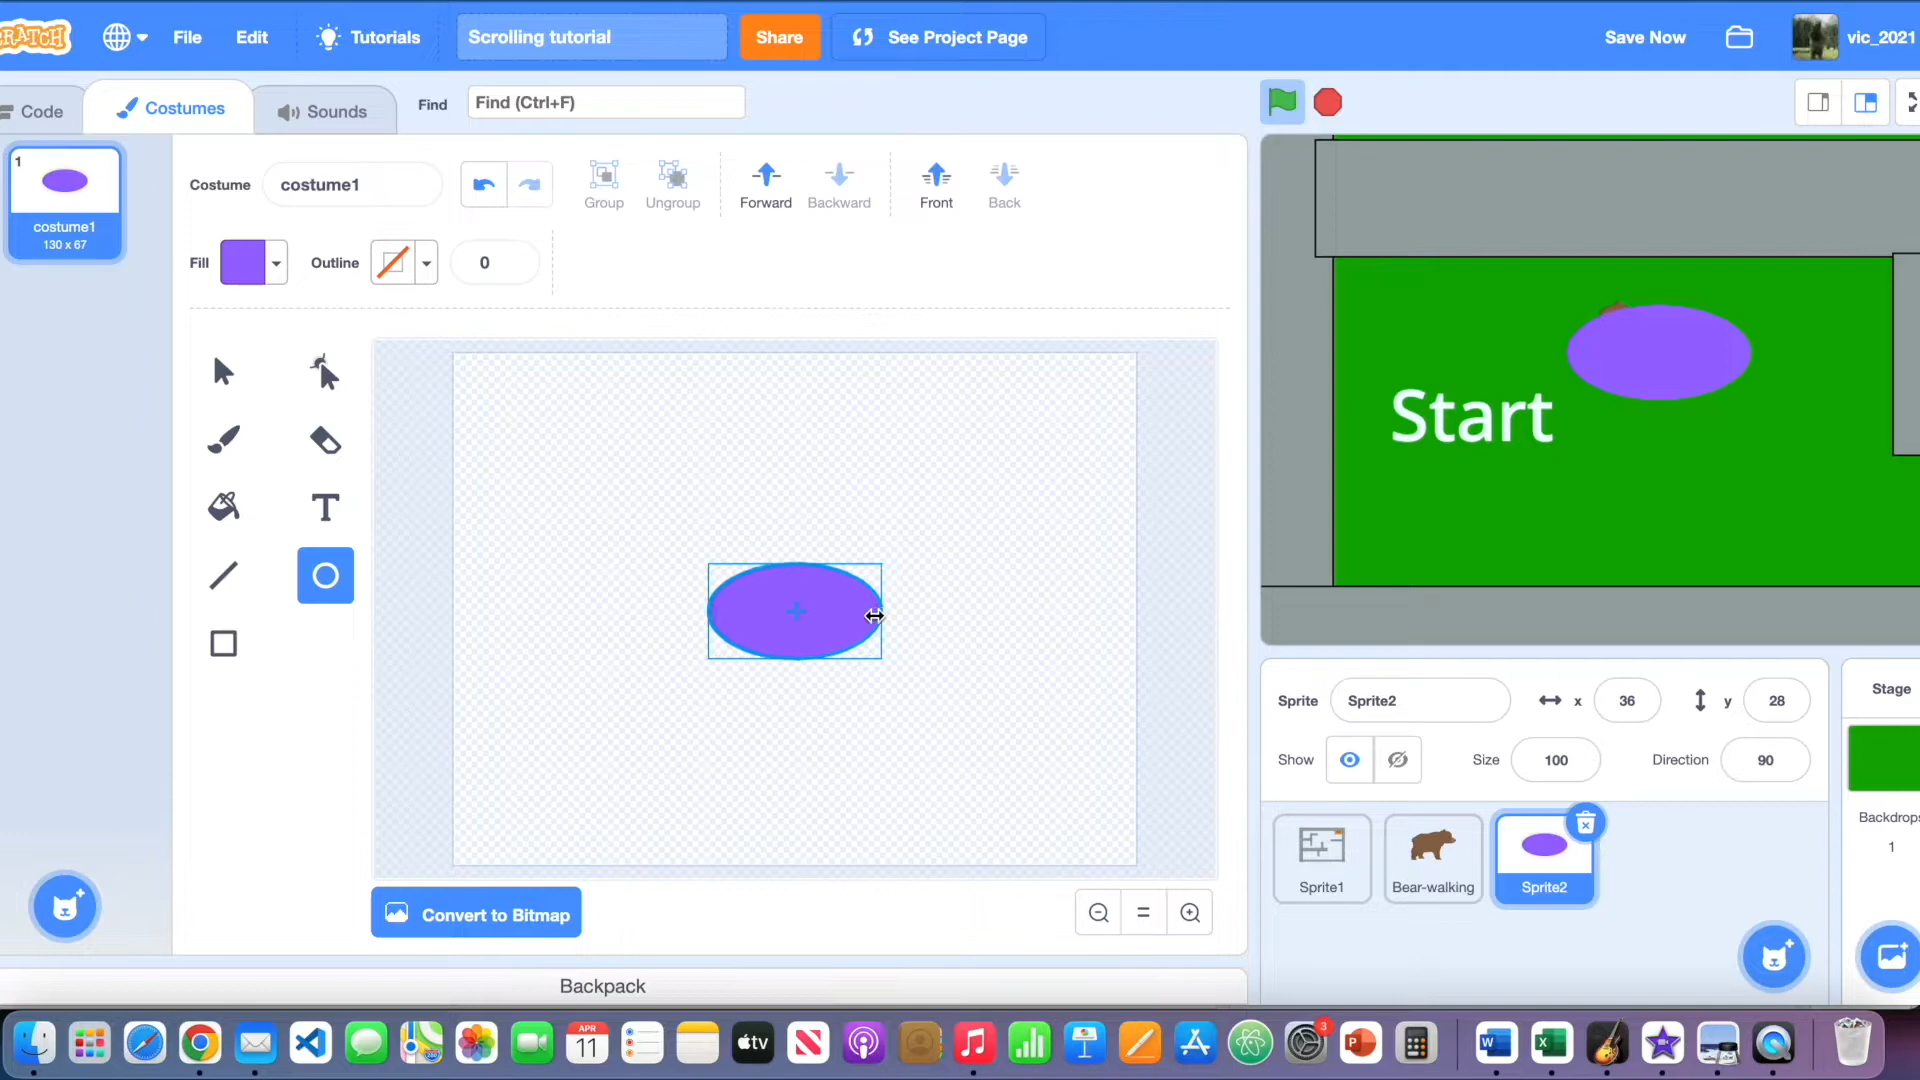 SCRATCH
File
Edit
Tutorials
Scrolling tutorial
Share
See Project Page
Save Now
vic_2021
Code
Costumes
Sounds
Find
Find (Ctrl+F)
1
costume1
130 x 67
Costume
costume1
Group
Ungroup
Forward
Backward
Front
Back
Fill
Outline
0
T
Convert to Bitmap
Backpack
Start
Sprite
Sprite2
x
36
y
28
Show
Size
100
Direction
90
Sprite1
Bear-walking
Sprite2
Stage
Backdrops
1
APR
11
tv
3
P
W
X